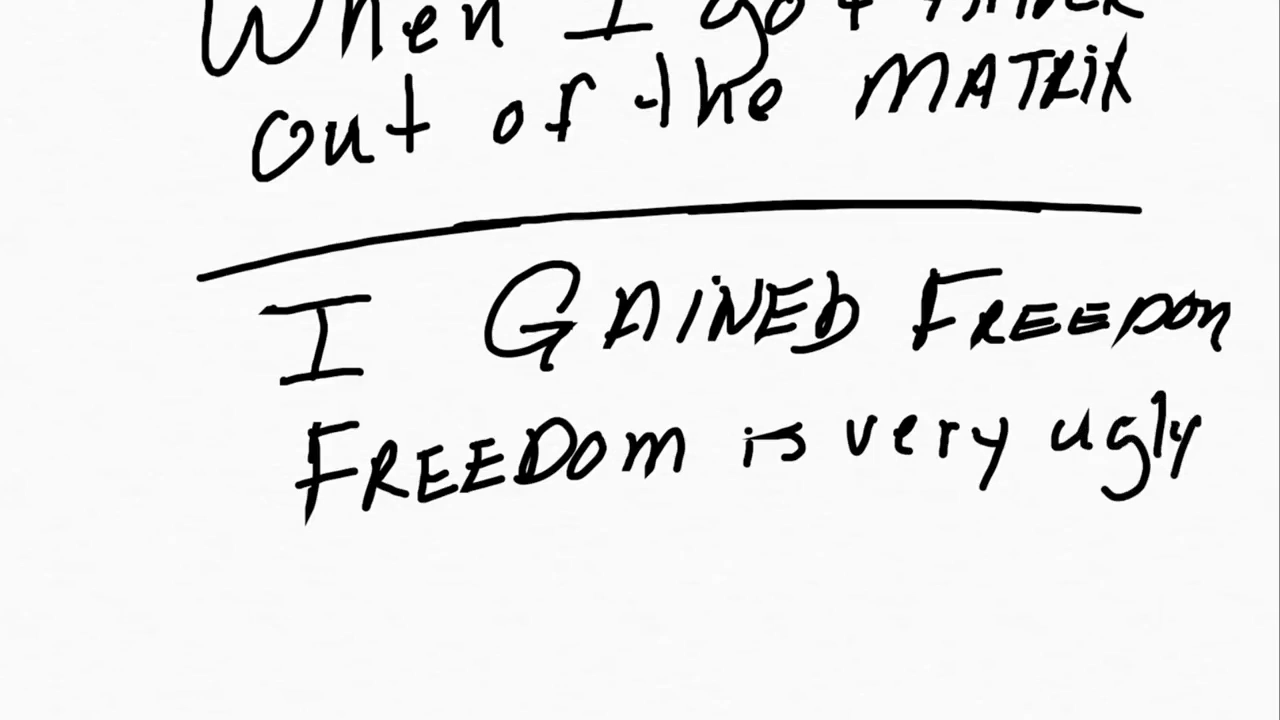 When I got
out of the MATRiX
I GAiNED FREEDOm
FREEDOm is very ugly